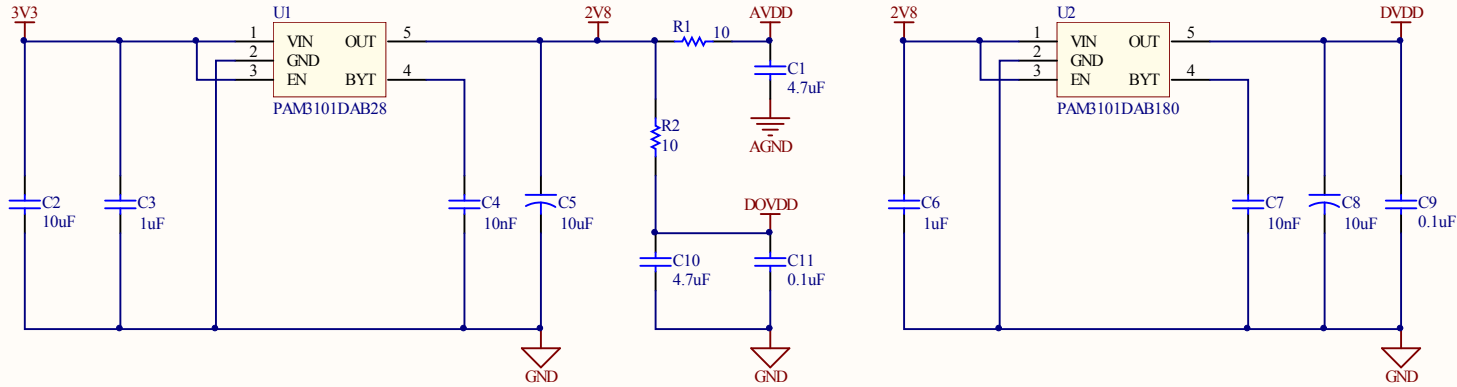 3V3
U1
1
VIN
OUT
5
2
GND
3
EN
BYT
4
PAM3101DAB28
2V8
R1
10
AVDD
C1
4.7uF
AGND
R2
10
C2
10uF
C3
1uF
C4
10nF
C5
10uF
DOVDD
C10
4.7uF
C11
0.1uF
GND
GND
2V8
U2
1
VIN
OUT
5
2
GND
3
EN
BYT
4
PAM3101DAB180
DVDD
C6
1uF
C7
10nF
C8
10uF
C9
0.1uF
GND